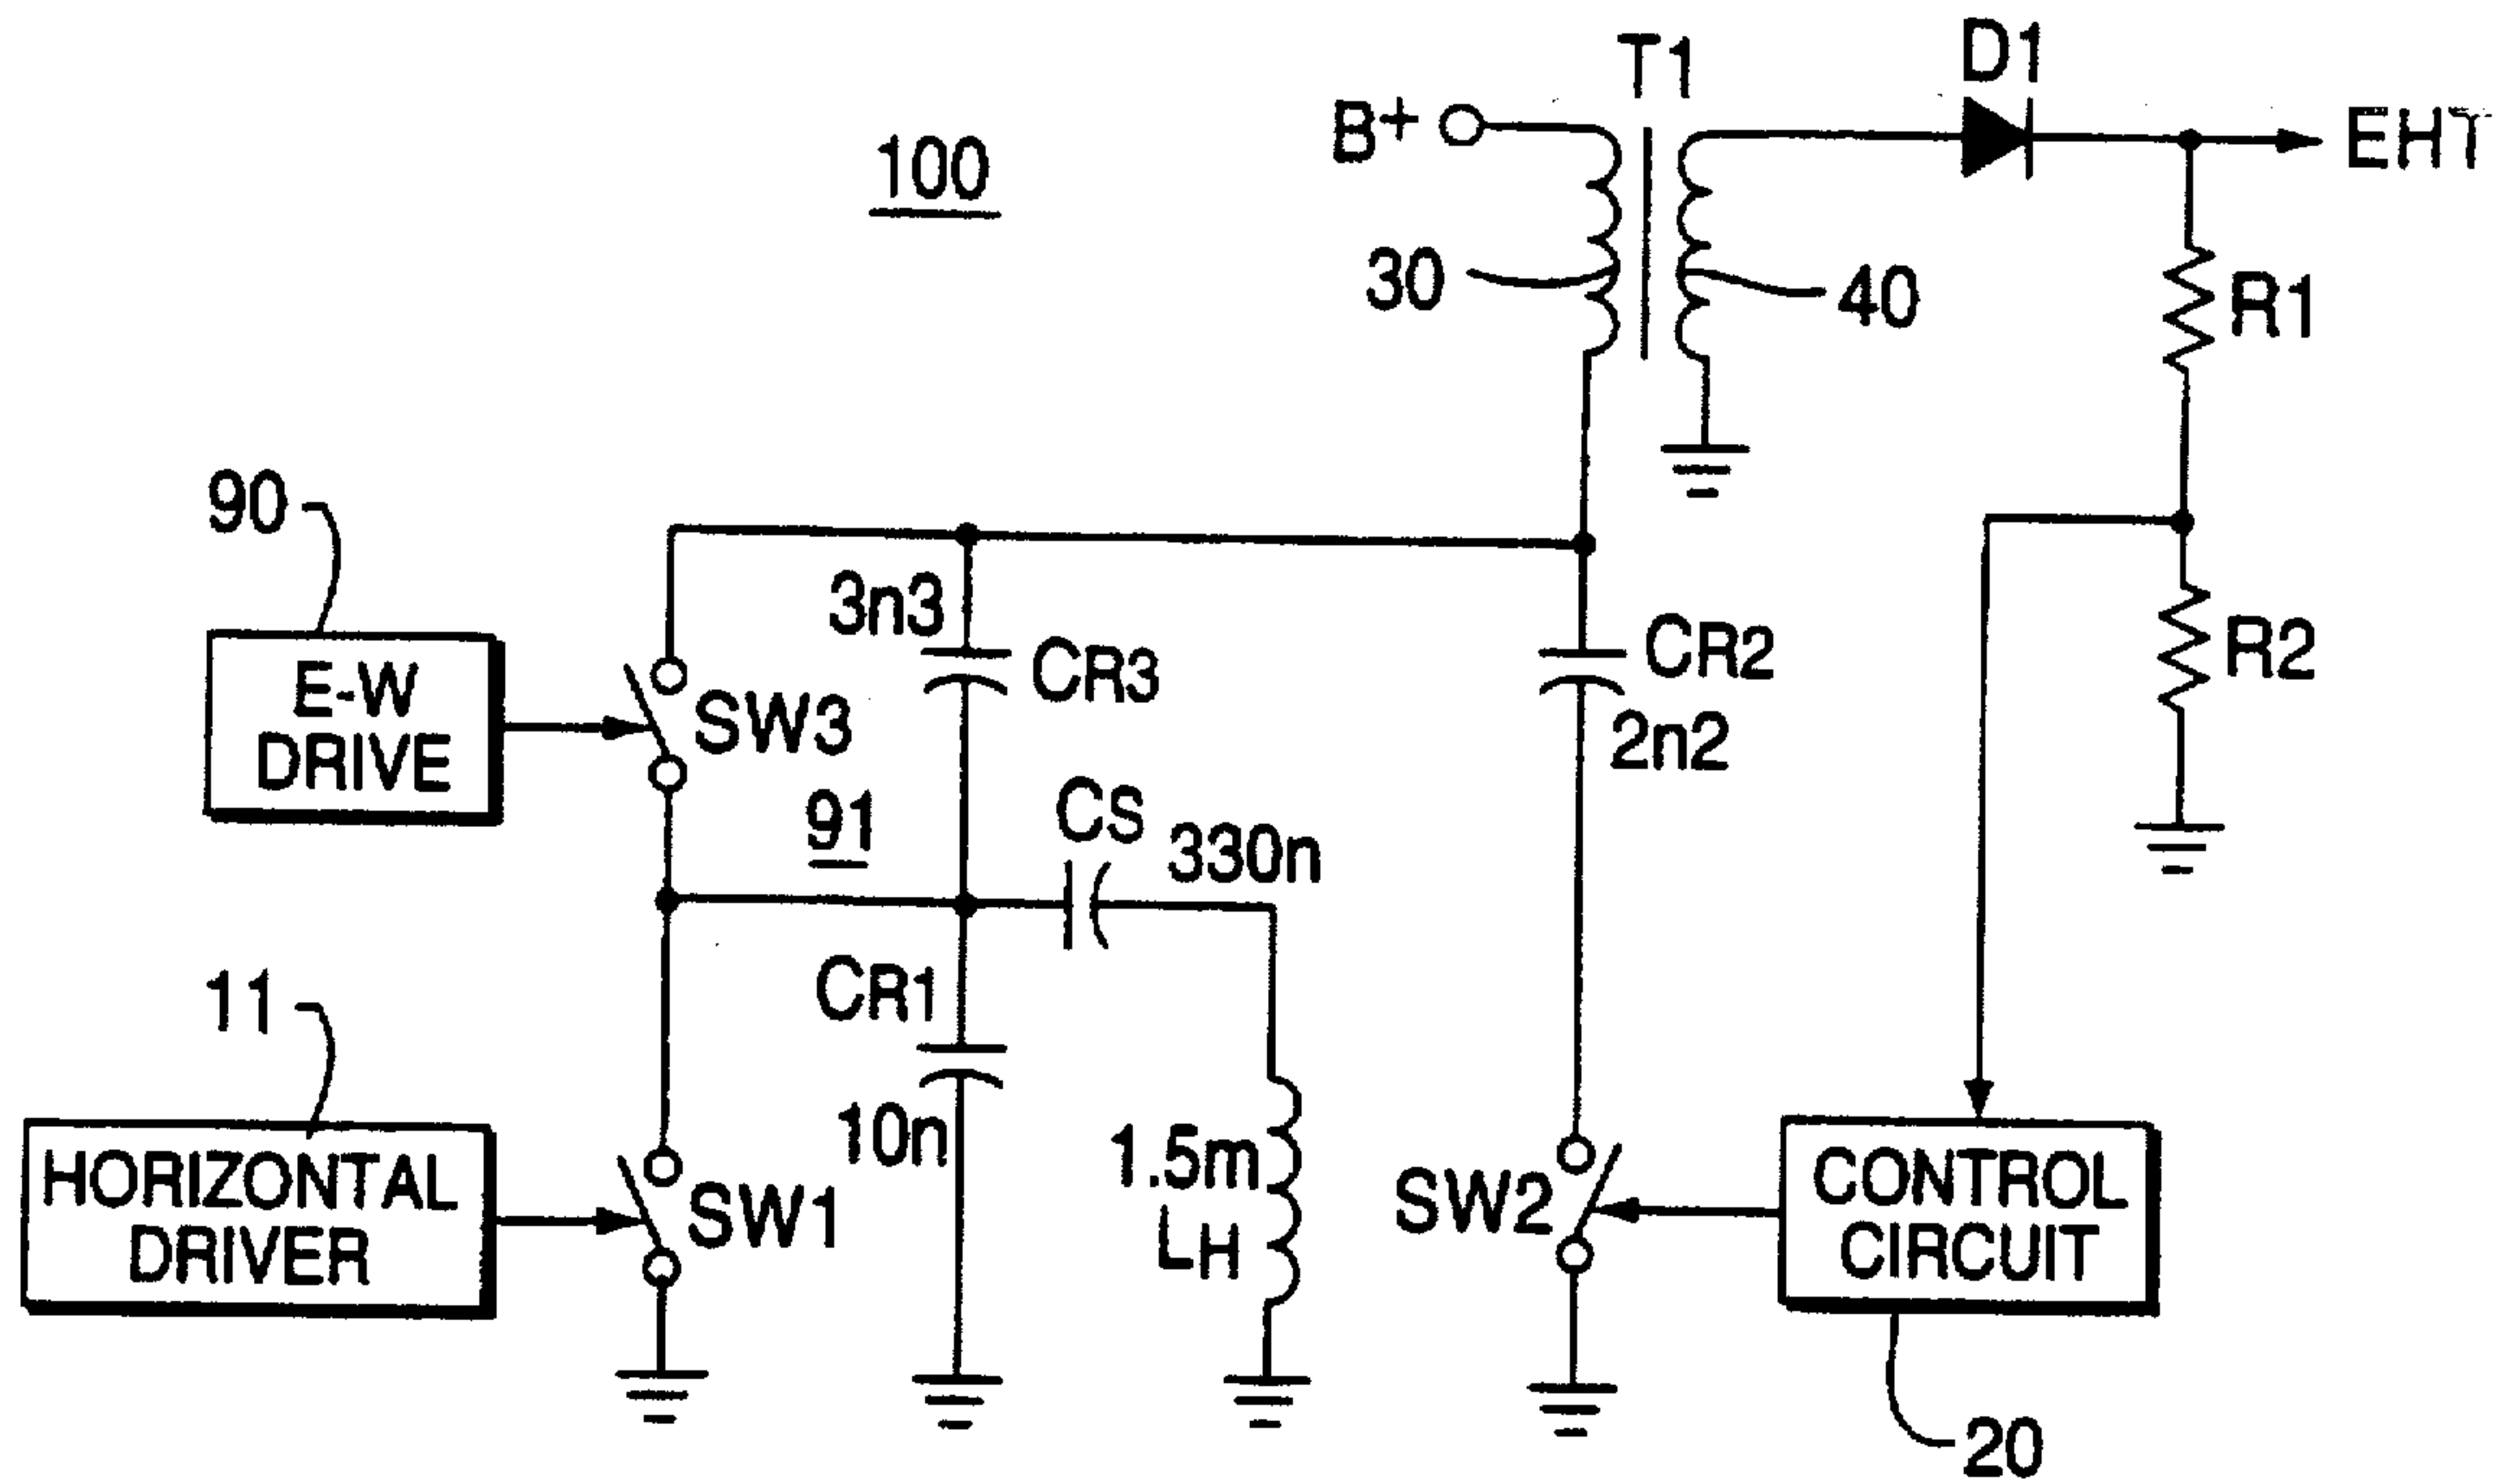 T1
D1
B+
EHT
100
30
40
R1
90
3n3
CR3
CR2
R2
E-W
DRIVE
SW3
2n2
91
CS
330n
11
CR1
10n
1.5m
LH
HORIZONTAL
DRIVER
SW1
SW2
CONTROL
CIRCUIT
20